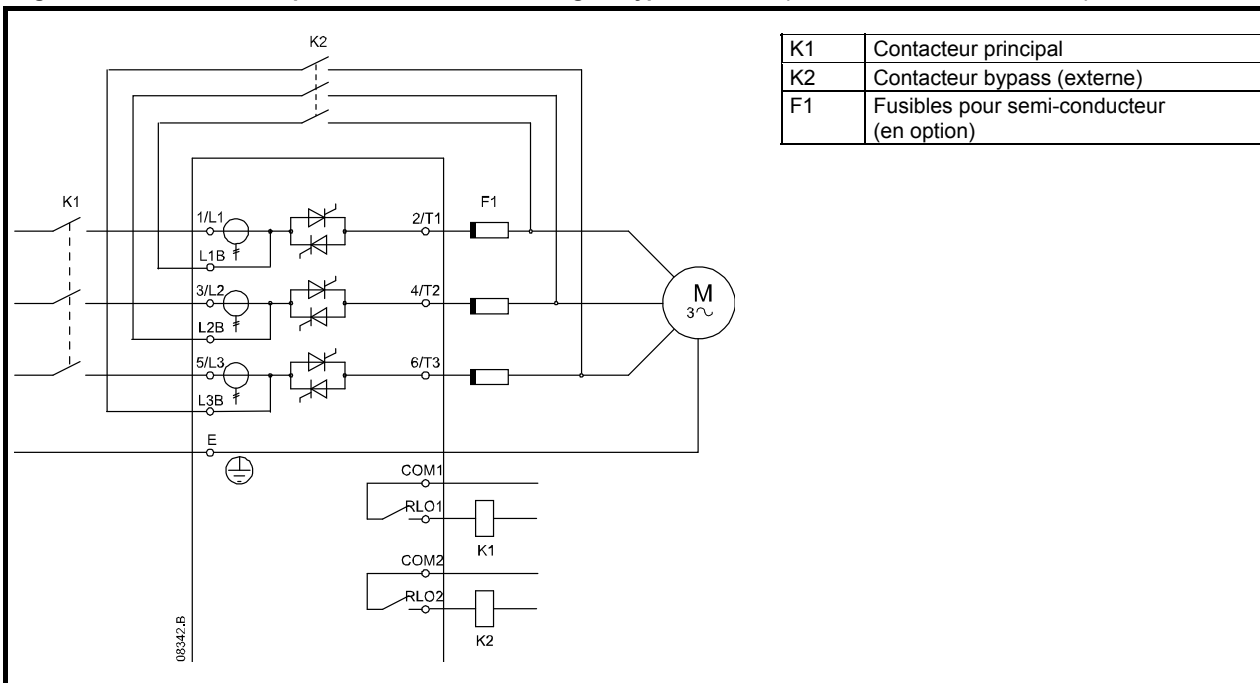 K1 Contacteur principal
K2 Contacteur bypass (externe)
F1 Fusibles pour semi-conducteur
(en option)
K2
K1
1/L1
2/T1
F1
L1B
3/L2
4/T2
M
3~
L2B
5/L3
6/T3
L3B
E
COM1
RLO1
K1
COM2
RLO2
K2
08342.B